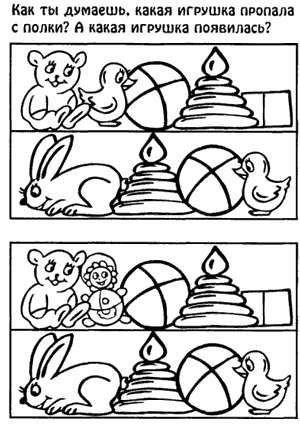 Как ты думаешь, какая игрушка пропала
с полки? А какая игрушка появилась?